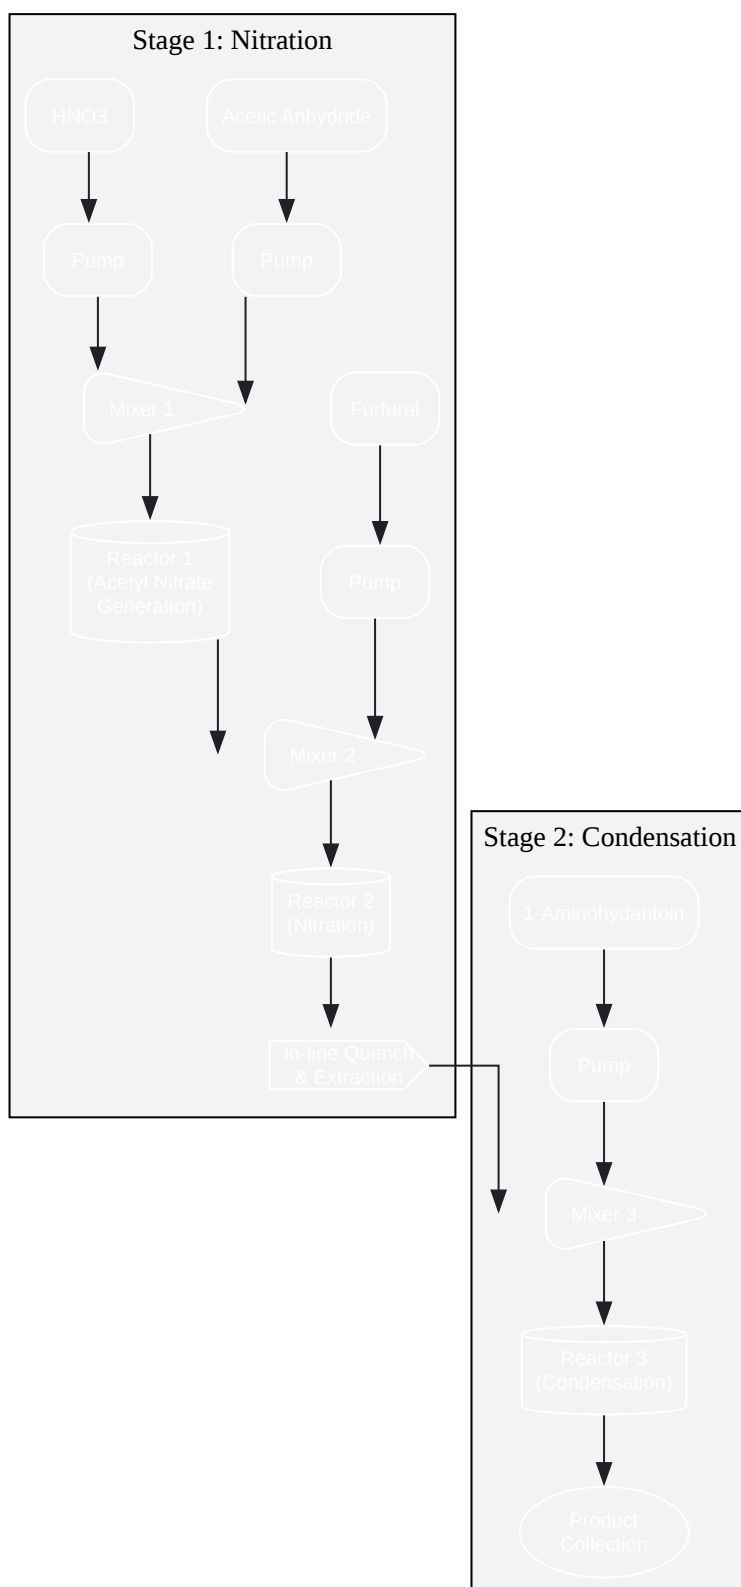 Stage 1: Nitration
HNO3
Acetic Anhydride
Pump
Pump
Mixer 1
Furfural
Reactor 1
(Acetyl Nitrate
Generation)
Pump
Mixer 2
Reactor 2
(Nitration)
In-line Quench
& Extraction
Stage 2: Condensation
1-Aminohydantoin
Pump
Mixer 3
Reactor 3
(Condensation)
Product
Collection